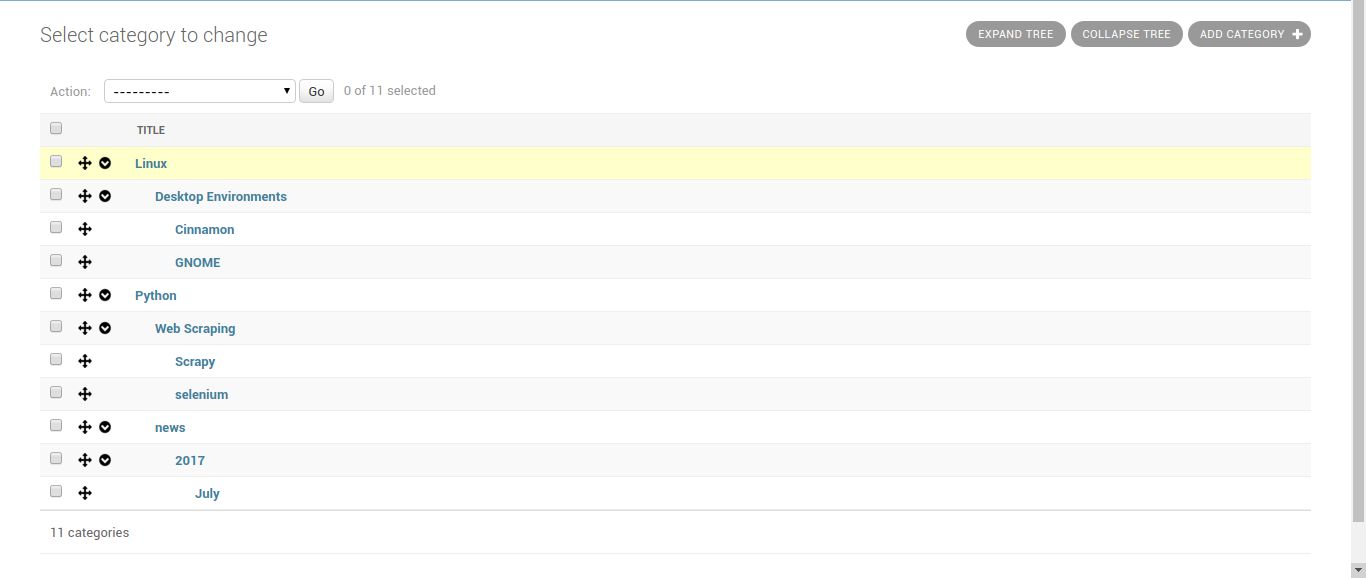 Select category to change
EXPAND TREE COLLAPSE TREE ADD CATEGORY +
Action: --------- Go 0 of 11 selected
TITLE
Linux
Desktop Environments
Cinnamon
GNOME
Python
Web Scraping
Scrapy
selenium
news
2017
July
11 categories